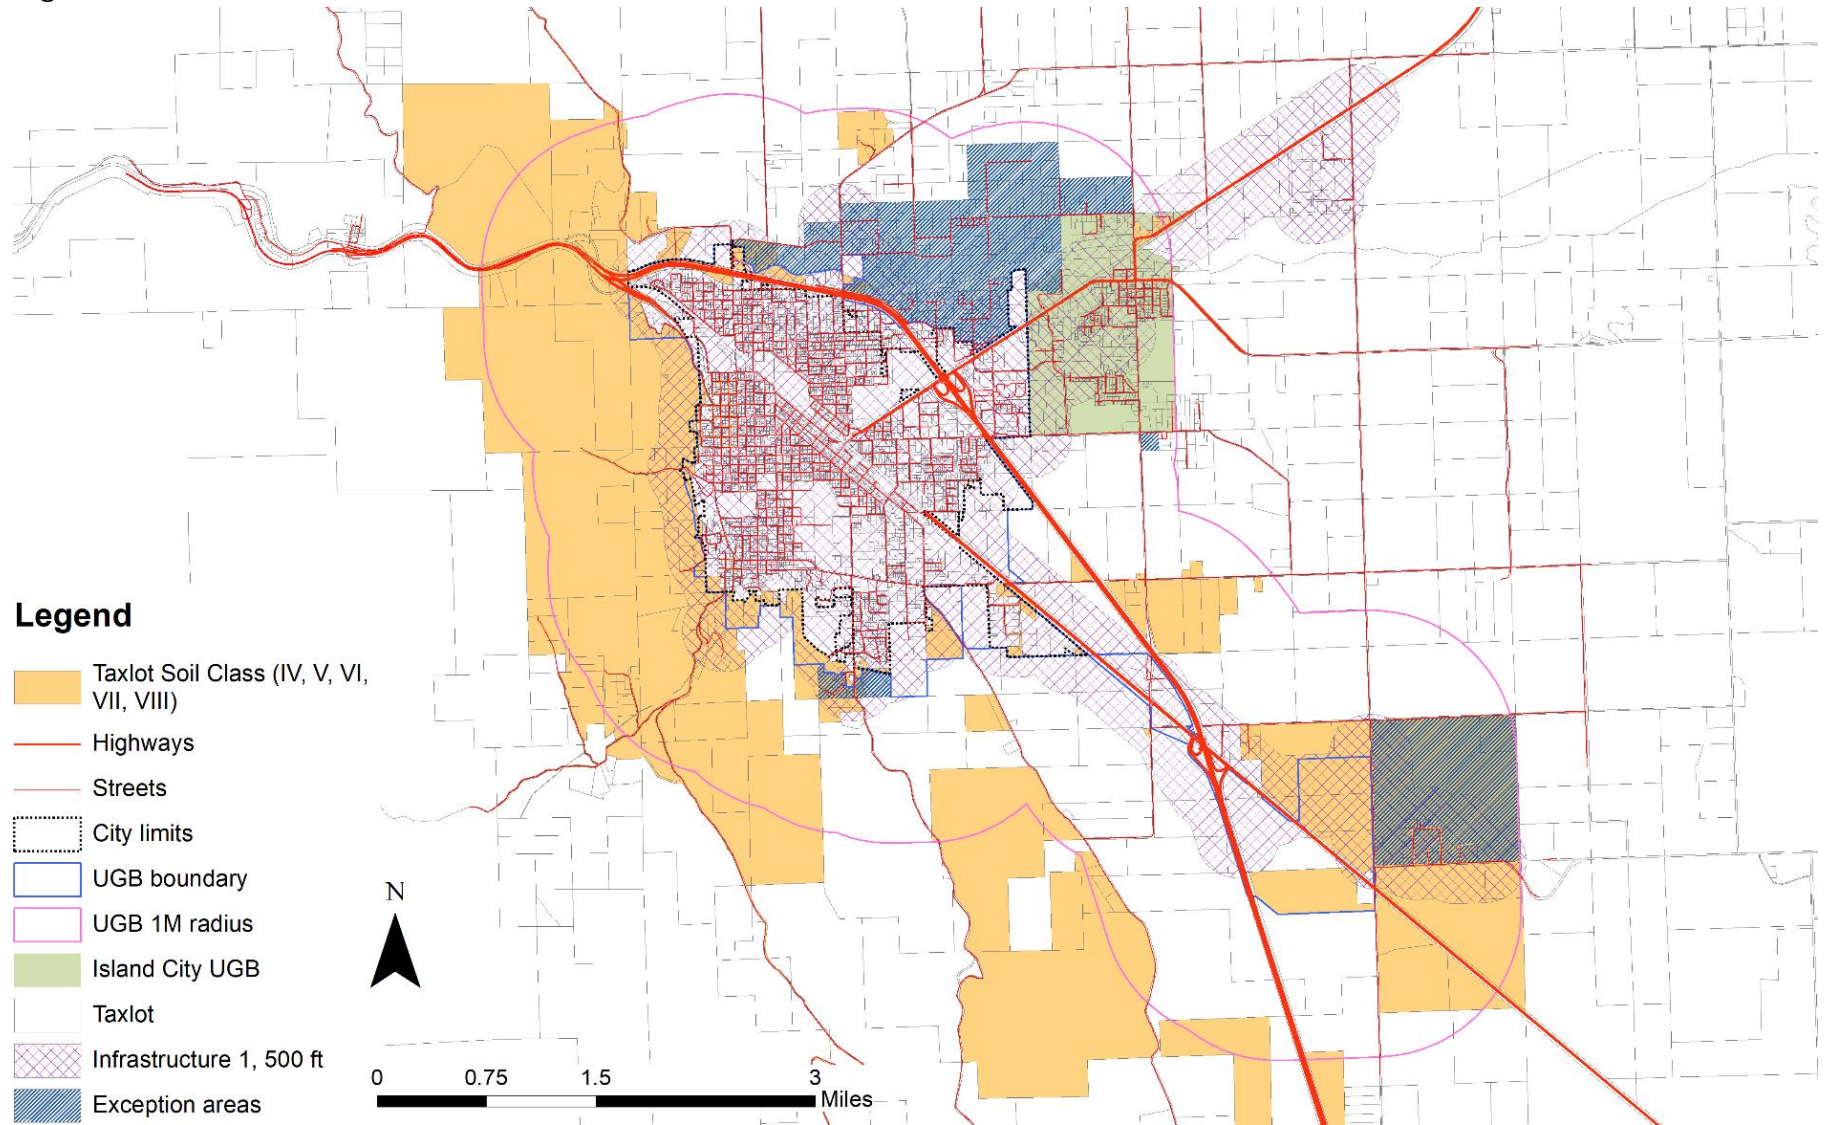 Legend
Taxlot Soil Class (IV, V, VI,
VII, VIII)
Highways
Streets
City limits
UGB boundary
UGB 1M radius
Island City UGB
Taxlot
Infrastructure 1, 500 ft
Exception areas
N
0 0.75 1.5 3
Miles